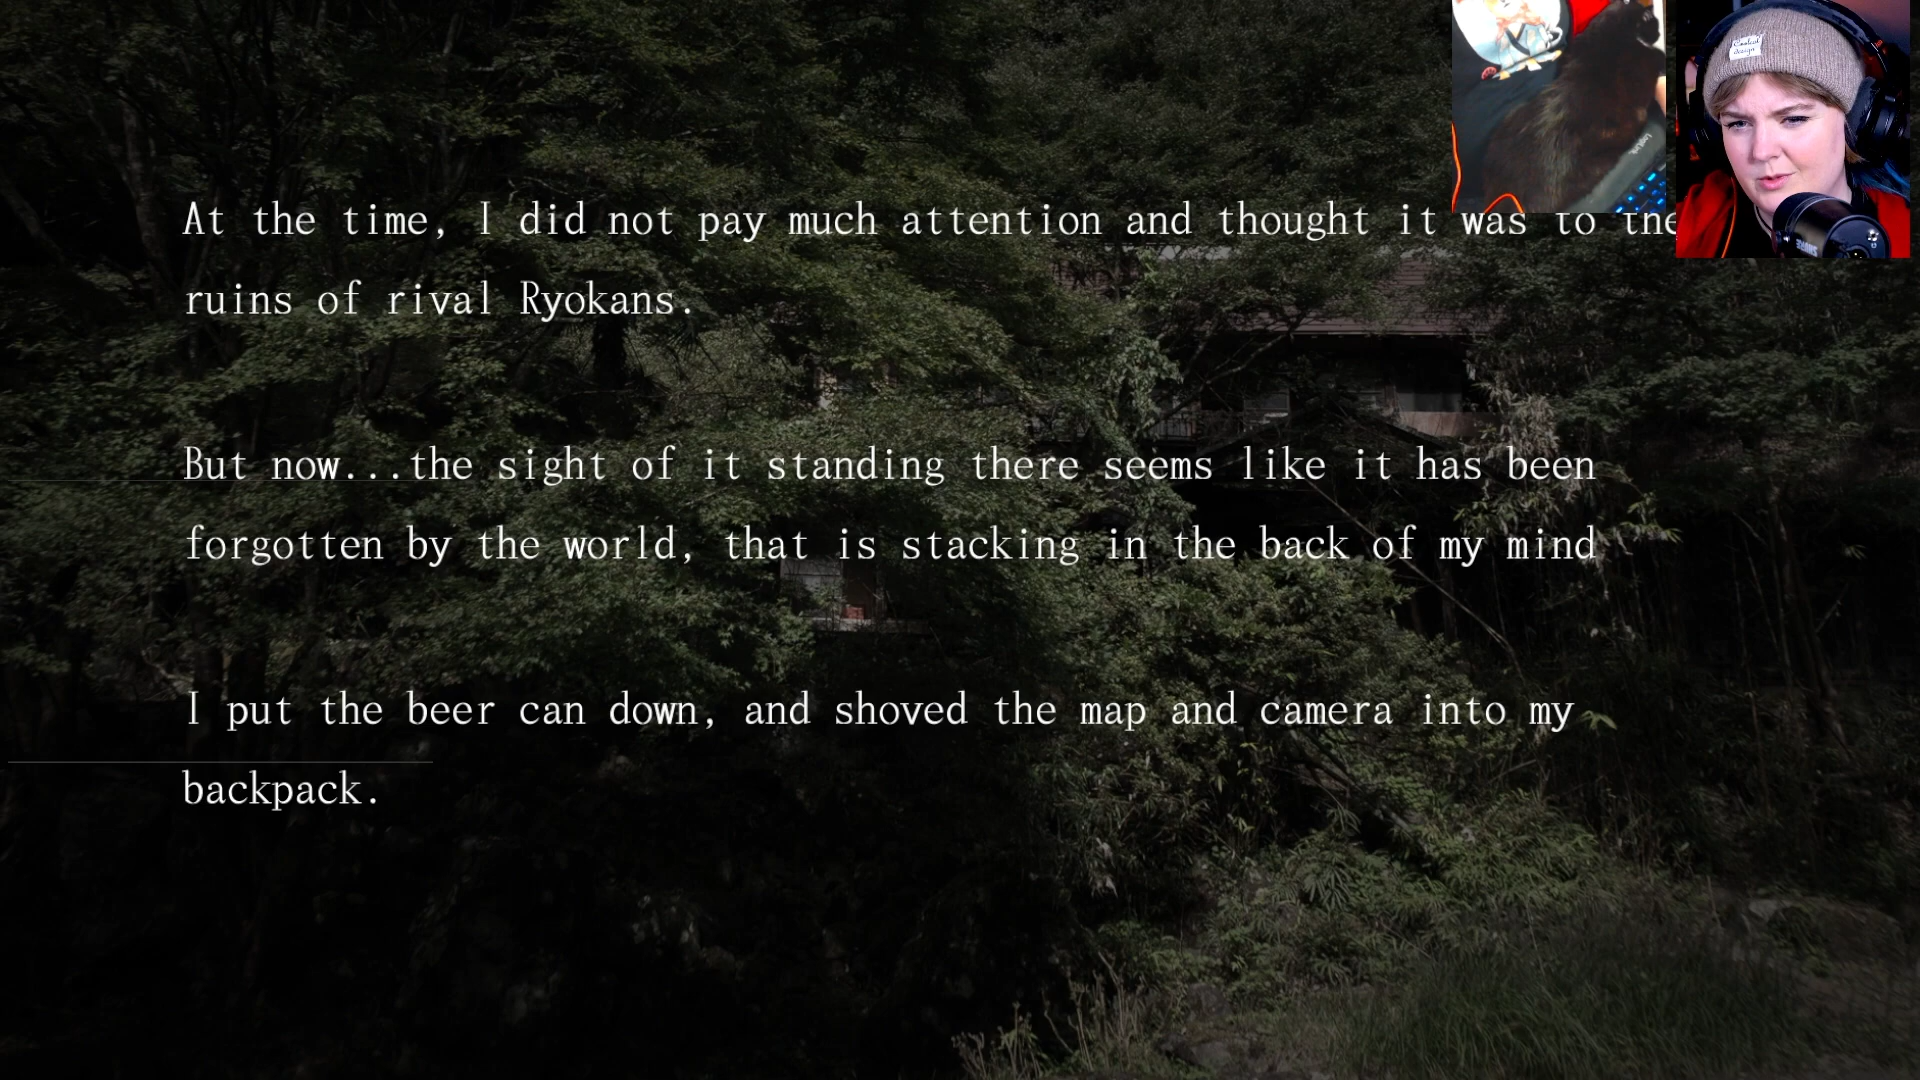 At the time, I did not pay much attention and thought it was to the
ruins of rival Ryokans.
But now...the sight of it standing there seems like it has been
forgotten by the world, that is stacking in the back of my mind
I put the beer can down, and shoved the map and camera into my
backpack.